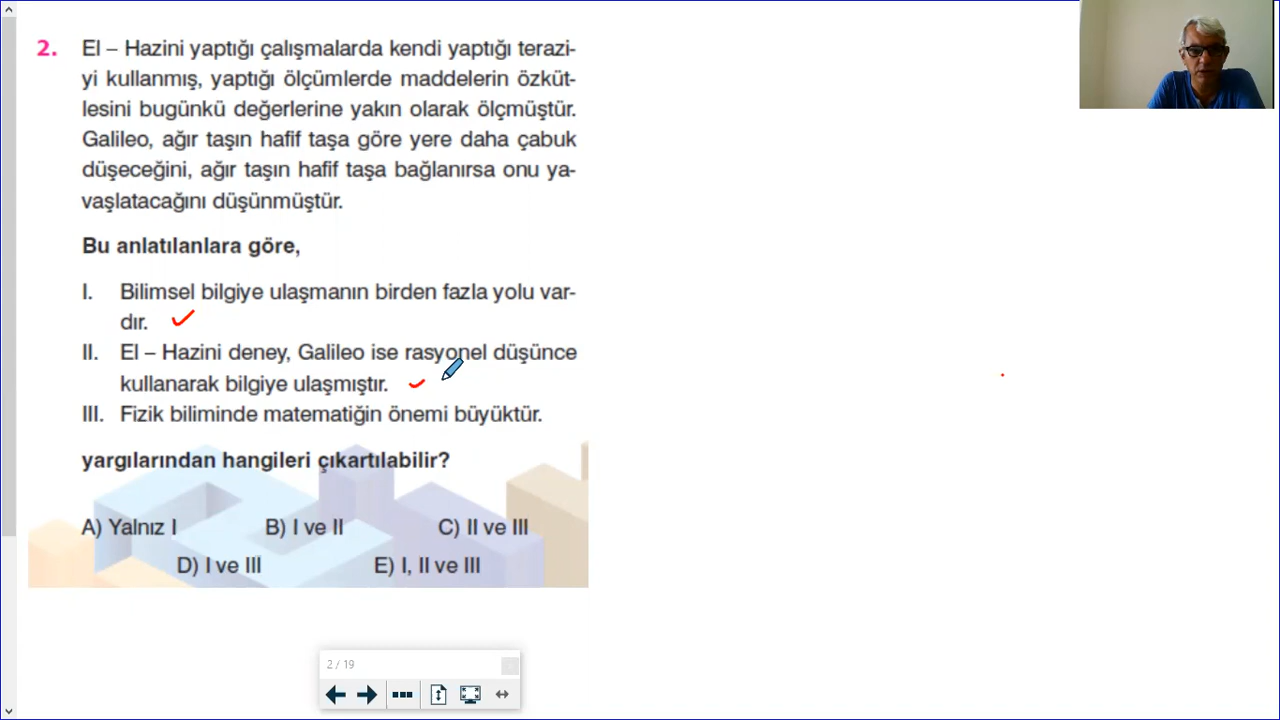 2. El – Hazini yaptığı çalışmalarda kendi yaptığı terazi-
yi kullanmış, yaptığı ölçümlerde maddelerin özküt-
lesini bugünkü değerlerine yakın olarak ölçmüştür.
Galileo, ağır taşın hafif taşa göre yere daha çabuk
düşeceğini, ağır taşın hafif taşa bağlanırsa onu ya-
vaşlatacağını düşünmüştür.
Bu anlatılanlara göre,
I. Bilimsel bilgiye ulaşmanın birden fazla yolu var-
dır.
II. El – Hazini deney, Galileo ise rasyonel düşünce
kullanarak bilgiye ulaşmıştır.
III. Fizik biliminde matematiğin önemi büyüktür.
yargılarından hangileri çıkartılabilir?
A) Yalnız I B) I ve II C) II ve III
D) I ve III E) I, II ve III
2 / 19